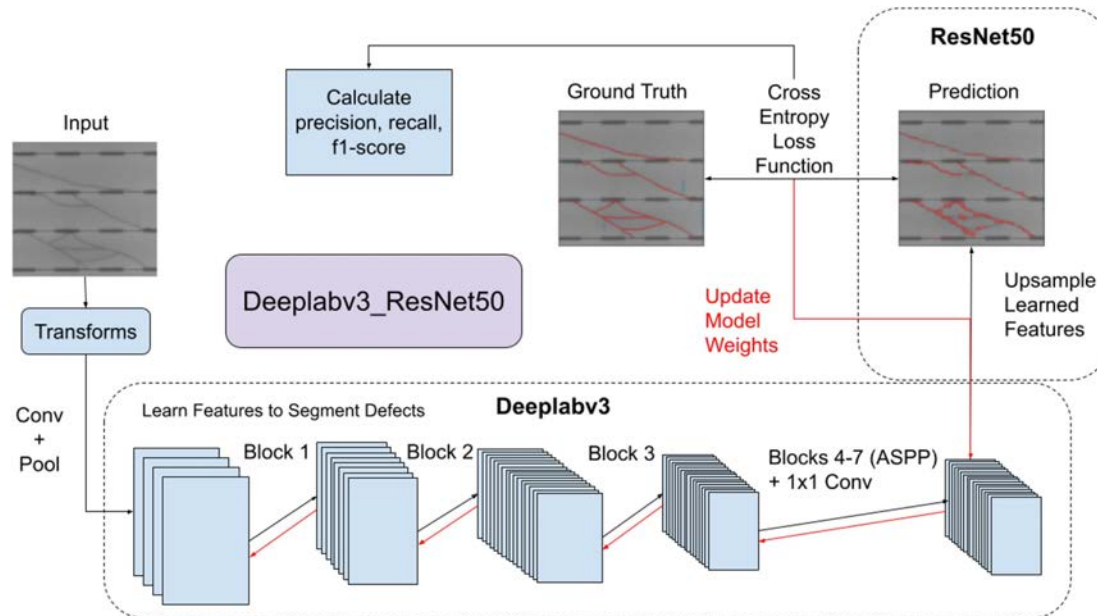 ResNet50
Calculate
precision, recall,
f1-score
Ground Truth
Cross
Entropy
Loss
Function
Prediction
Input
Deeplabv3_ResNet50
Update
Model
Weights
Upsample
Learned
Features
Transforms
Conv
+
Pool
Learn Features to Segment Defects
Deeplabv3
Block 1
Block 2
Block 3
Blocks 4-7 (ASPP)
+ 1x1 Conv